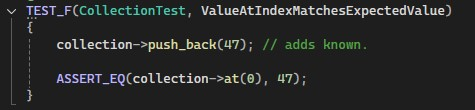 TEST_F(CollectionTest, ValueAtIndexMatchesExpectedValue)
{
    collection->push_back(47); // adds known.
    ASSERT_EQ(collection->at(0), 47);
}